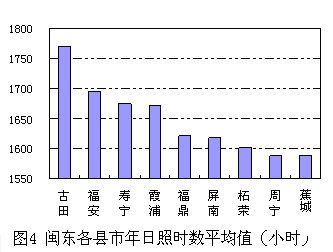 1800
1750
1700
1650
1600
1550
古田
福安
寿宁
霞浦
福鼎
屏南
柘荣
周宁
蕉城
图4 闽东各县市年日照时数平均值（小时）